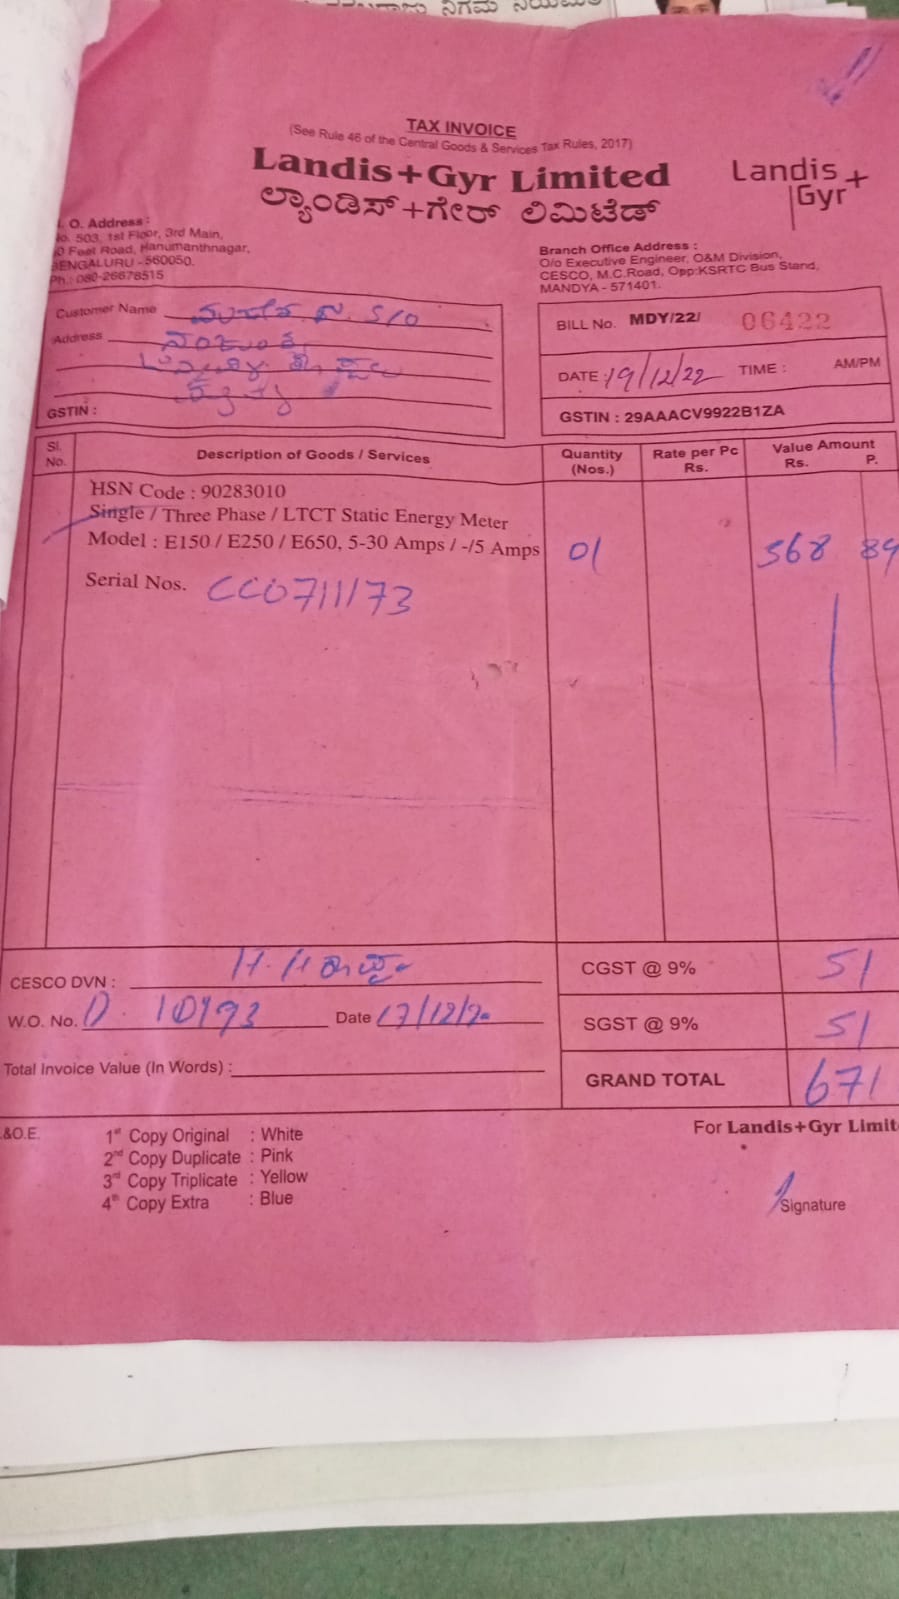 TAX INVOICE
(See Rule 46 of the Central Goods & Services Tax Rules, 2017)
Landis+Gyr Limited
ಲ್ಯಾಂಡಿಸ್+ಗೇರ್ ಲಿಮಿಟೆಡ್
Landis
Gyr+
. O. Address :
No. 503, 1st Floor, 3rd Main,
0 Feet Road, Hanumanthnagar,
BENGALURU - 560050.
Ph.: 080-26678515
Branch Office Address :
O/o Executive Engineer, O&M Division,
CESCO, M.C.Road, Opp:KSRTC Bus Stand,
MANDYA - 571401.
Customer Name S/O
Address
GSTIN :
BILL No. MDY/22/ 06422
DATE : 19/12/22 TIME : AM/PM
GSTIN : 29AAACV9922B1ZA
Sl. No. Description of Goods / Services Quantity (Nos.) Rate per Pc Rs. Value Amount Rs. P.
HSN Code : 90283010
Single / Three Phase / LTCT Static Energy Meter
Model : E150 / E250 / E650, 5-30 Amps / -/5 Amps 01 568 84
Serial Nos. CC0711173
CESCO DVN :
CGST @ 9% 51
W.O. No. 10193 Date 17/12/20
SGST @ 9% 51
Total Invoice Value (In Words) :
GRAND TOTAL 671
.&O.E.
1st Copy Original : White
2nd Copy Duplicate : Pink
3rd Copy Triplicate : Yellow
4th Copy Extra : Blue
For Landis+Gyr Limit
Signature